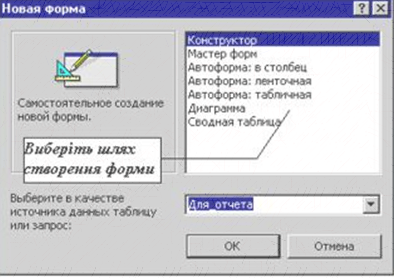 Новая форма
Конструктор
Мастер форм
Автоформа: в столбец
Автоформа: ленточная
Автоформа: табличная
Диаграмма
Сводная таблица
Самостоятельное создание
новой формы.
Виберіть шлях
створення форми
Выберите в качестве
источника данных таблицу
или запрос:
Для_отчета
ОК
Отмена